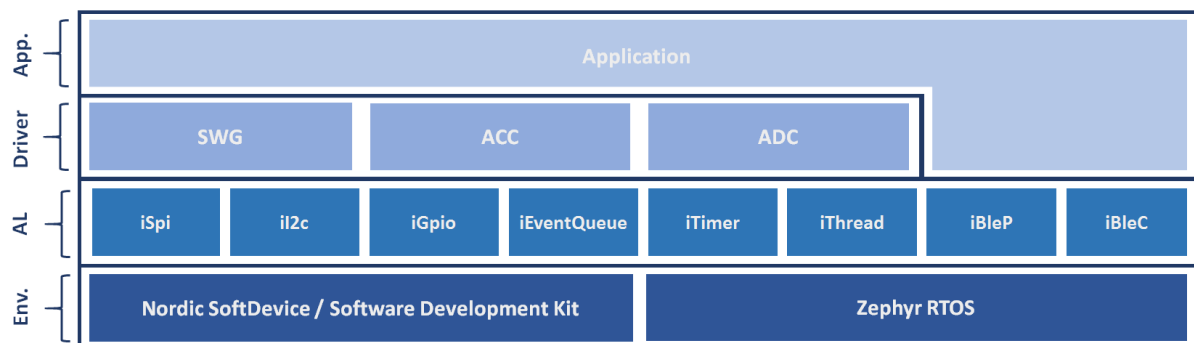 App.
Application
Driver
SWG
ACC
ADC
AL
iSpi
iI2c
iGpio
iEventQueue
iTimer
iThread
iBleP
iBleC
Env.
Nordic SoftDevice / Software Development Kit
Zephyr RTOS